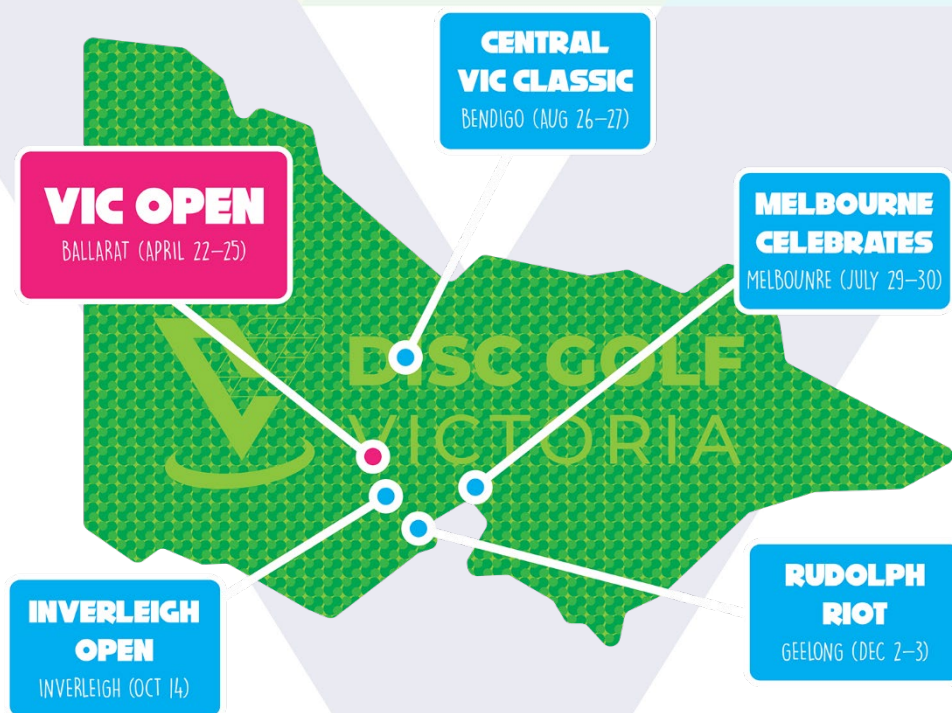 CENTRAL
VIC CLASSIC
BENDIGO (AUG 26–27)
VIC OPEN
BALLARAT (APRIL 22–25)
MELBOURNE
CELEBRATES
MELBOUNRE (JULY 29–30)
DISC GOLF
VICTORIA
INVERLEIGH
OPEN
INVERLEIGH (OCT 14)
RUDOLPH
RIOT
GEELONG (DEC 2–3)